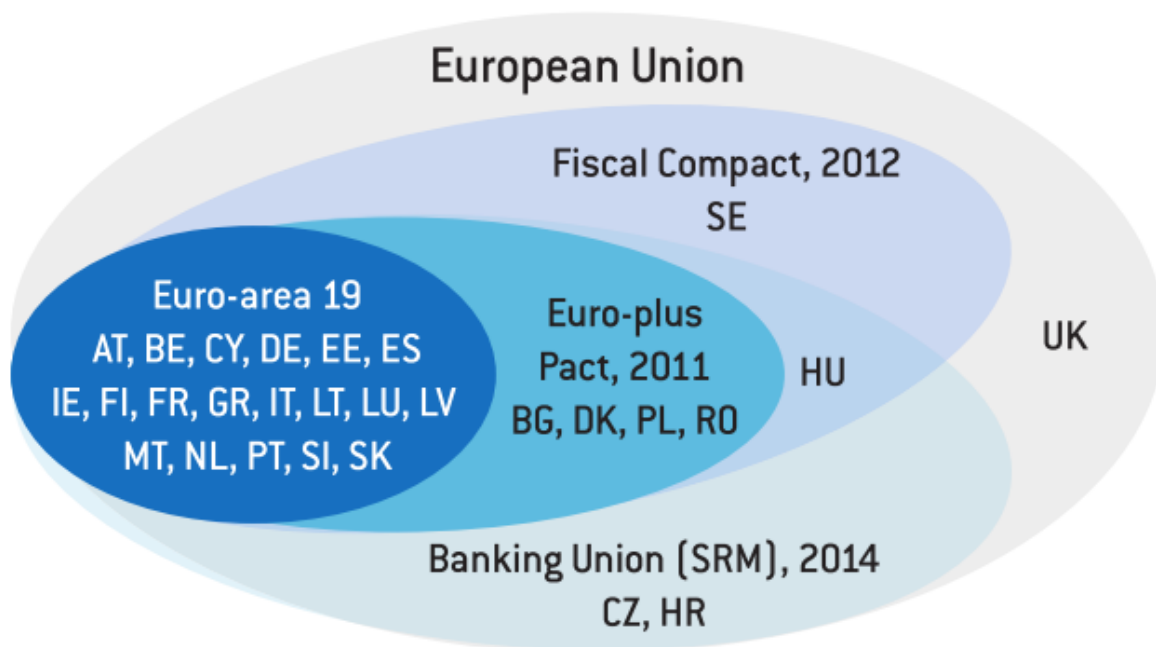 European Union
Fiscal Compact, 2012
SE
Euro-area 19
AT, BE, CY, DE, EE, ES
IE, FI, FR, GR, IT, LT, LU, LV
MT, NL, PT, SI, SK
Euro-plus
Pact, 2011
BG, DK, PL, RO
HU
UK
Banking Union (SRM), 2014
CZ, HR